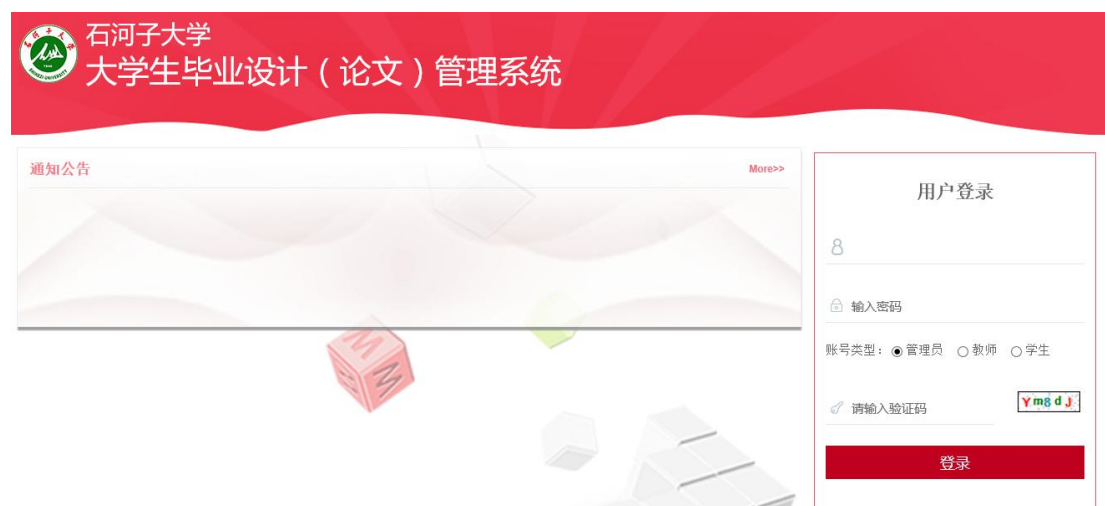 石河子大学
大学生毕业设计（论文）管理系统
通知公告
More>>
用户登录
输入密码
账号类型：管理员 教师 学生
请输入验证码
Ym8dJ
登录
SHIHEZI UNIVERSITY
M
M